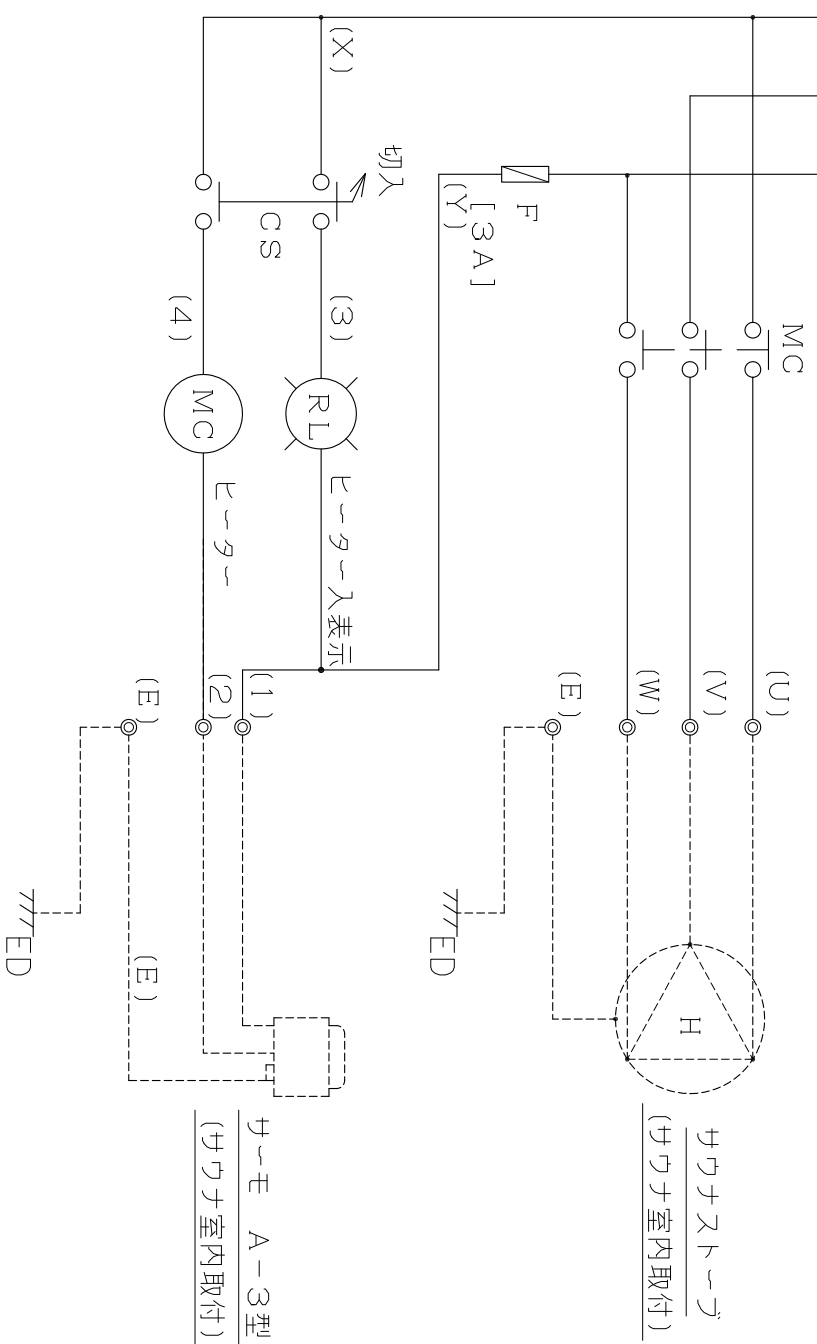 MC
(U)
サウナストーブ
(V)
H
(サウナ室内取付)
(W)
(E)
F
[3A]
(Y)
ED
切入
(X)
(3)
RL
ヒーター入表示
CS
(1)
サーモ A-3型
(2)
(サウナ室内取付)
ヒーター
MC
(4)
(E)
(E)
ED